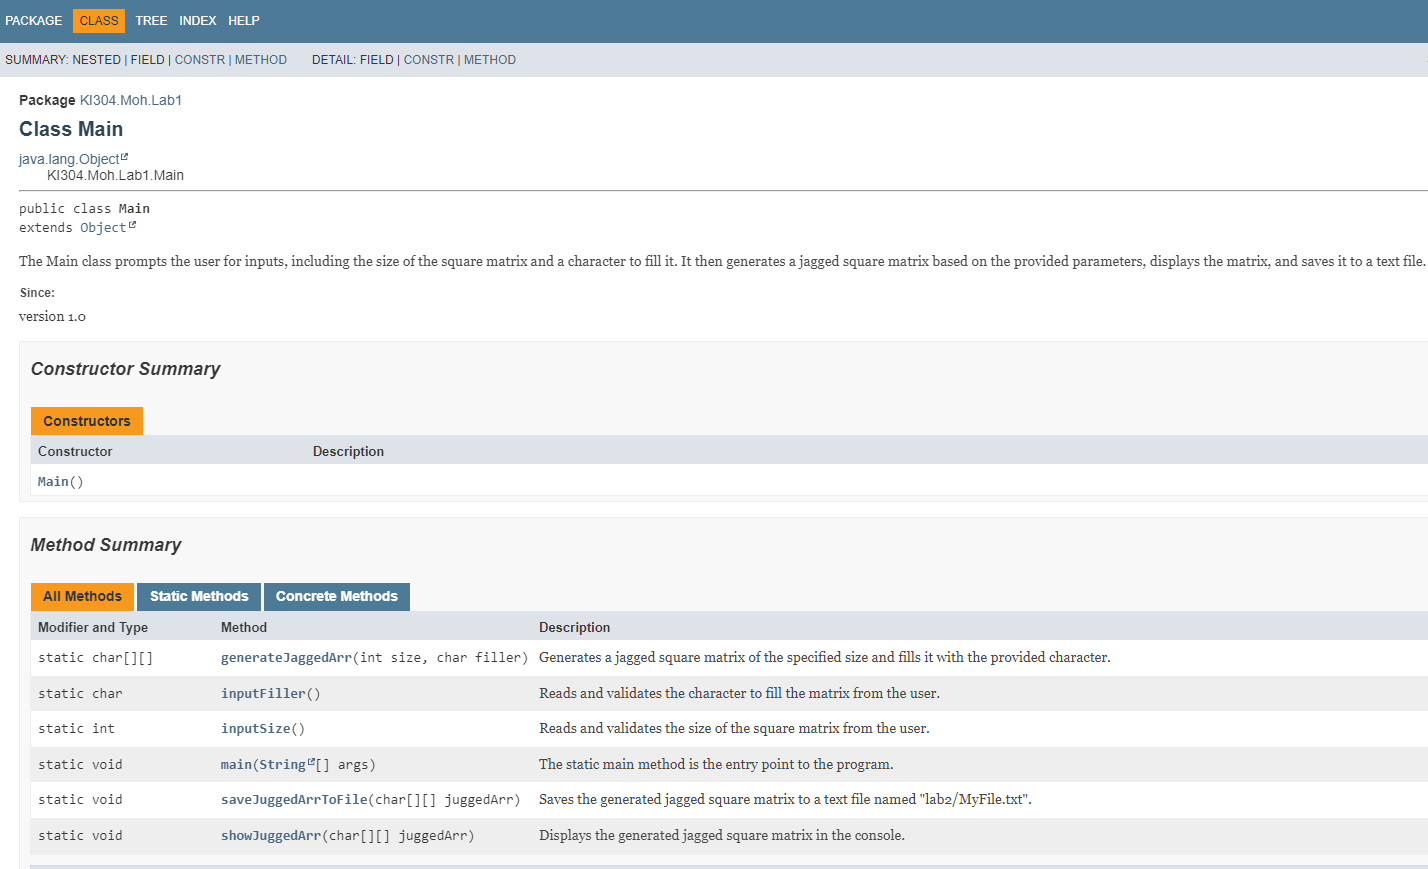 PACKAGE CLASS TREE INDEX HELP
SUMMARY: NESTED | FIELD | CONSTR | METHOD DETAIL: FIELD | CONSTR | METHOD
Package KI304.Moh.Lab1
Class Main
java.lang.Object
KI304.Moh.Lab1.Main
public class Main
extends Object
The Main class prompts the user for inputs, including the size of the square matrix and a character to fill it. It then generates a jagged square matrix based on the provided parameters, displays the matrix, and saves it to a text file.
Since:
version 1.0
Constructor Summary
Constructors
Constructor Description
Main()
Method Summary
All Methods Static Methods Concrete Methods
Modifier and Type Method Description
static char[][] generateJaggedArr(int size, char filler) Generates a jagged square matrix of the specified size and fills it with the provided character.
static char inputFiller() Reads and validates the character to fill the matrix from the user.
static int inputSize() Reads and validates the size of the square matrix from the user.
static void main(String[] args) The static main method is the entry point to the program.
static void saveJuggedArrToFile(char[][] juggedArr) Saves the generated jagged square matrix to a text file named "lab2/MyFile.txt".
static void showJuggedArr(char[][] juggedArr) Displays the generated jagged square matrix in the console.